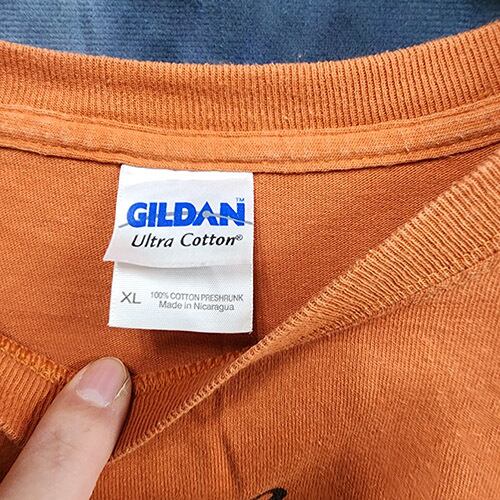 GILDAN™
Ultra Cotton®
XL
100% COTTON PRESHRUNK
Made in Nicaragua